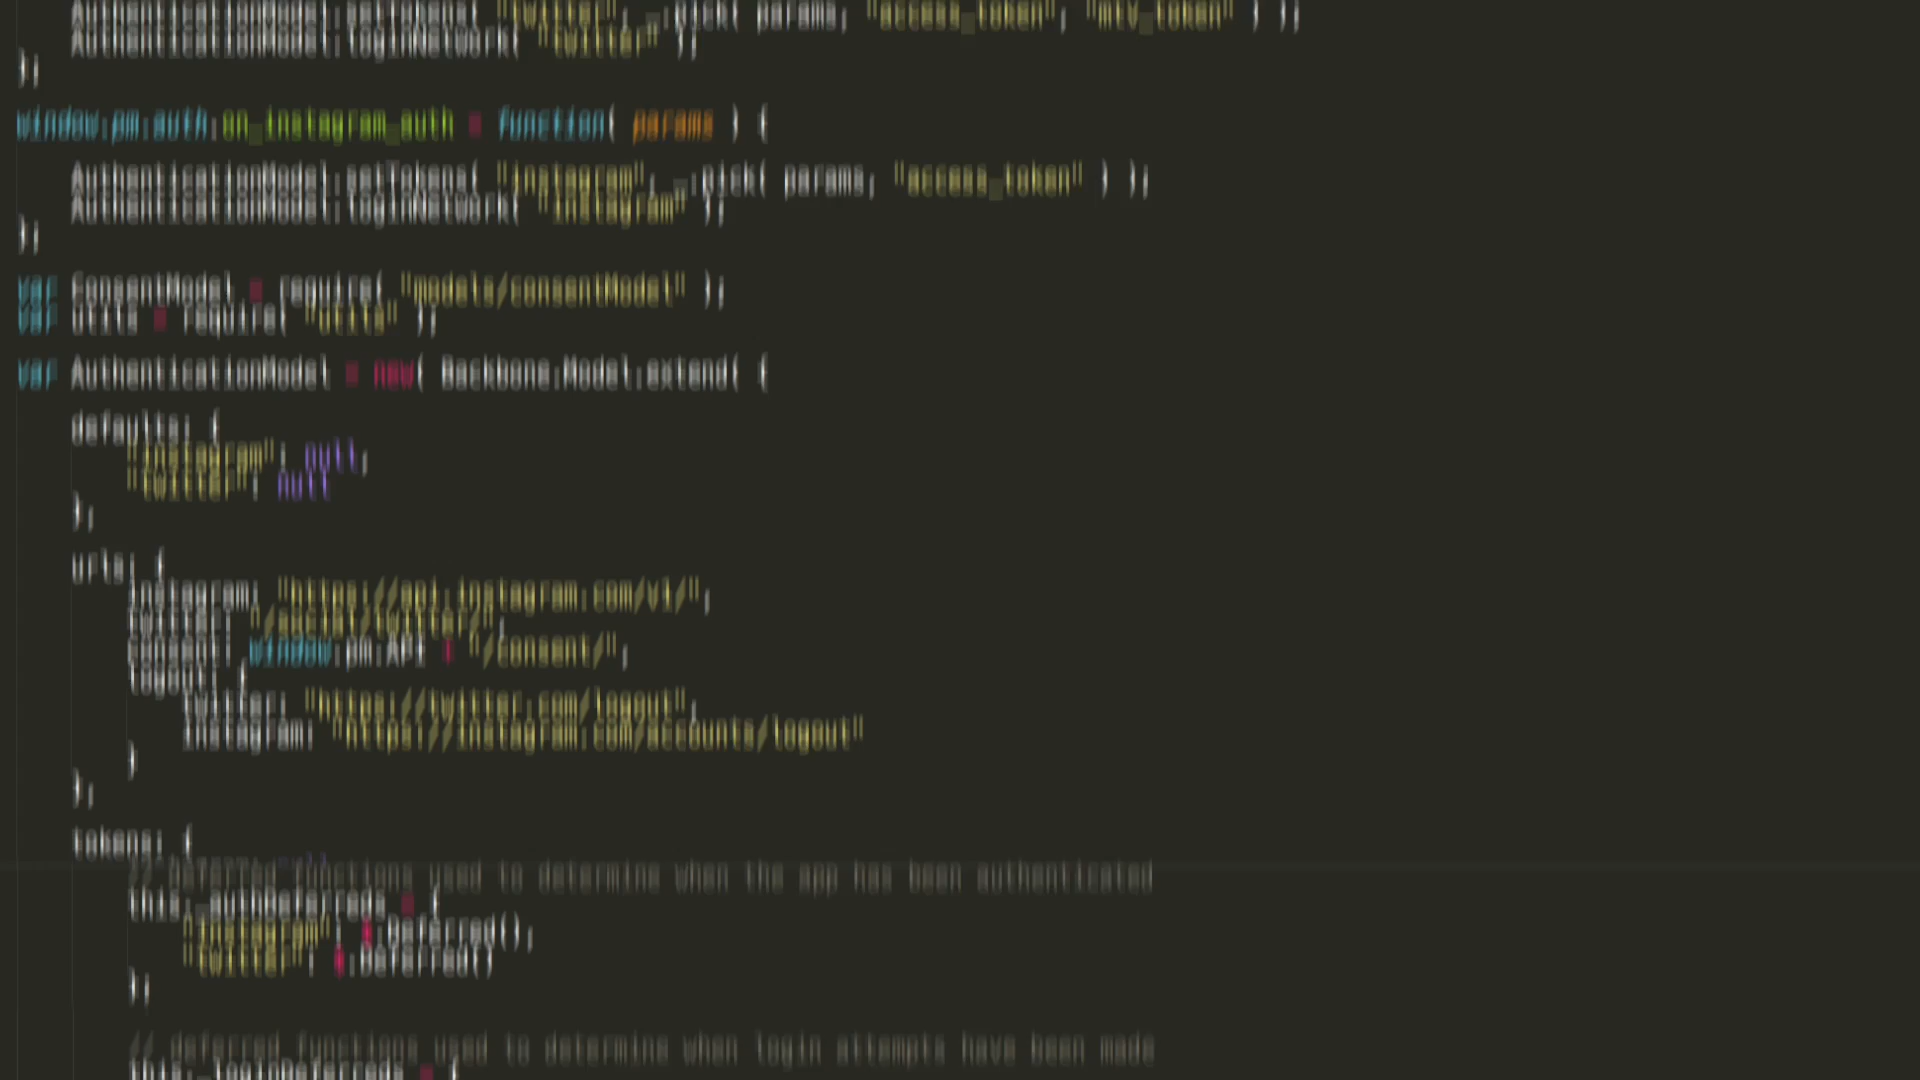 AuthenticationModel.setTokens( "twitter", _.pick( params, "access_token", "mev_token" ) );
AuthenticationModel.loginNetwork( "twitter" );
};
window.pm.auth.on_instagram_auth = function( params ) {
AuthenticationModel.setTokens( "instagram", _.pick( params, "access_token" ) );
AuthenticationModel.loginNetwork( "instagram" );
};
var ConsentModel = require( "models/consentModel" );
var Utils = require( "utils" );
var AuthenticationModel = new( Backbone.Model.extend( {
defaults: {
"instagram": null,
"twitter": null
},
urls: {
instagram: "https://api.instagram.com/v1/",
twitter: "/social/twitter/",
consent: window.pm.API + "/consent/",
logout: {
twitter: "https://twitter.com/logout",
instagram: "https://instagram.com/accounts/logout"
}
},
tokens: {
// deferred functions used to determine when the app has been authenticated
this._authDeferreds = {
"instagram": $.Deferred(),
"twitter": $.Deferred()
};
// deferred functions used to determine when login attempts have been made
this._loginDeferreds = {